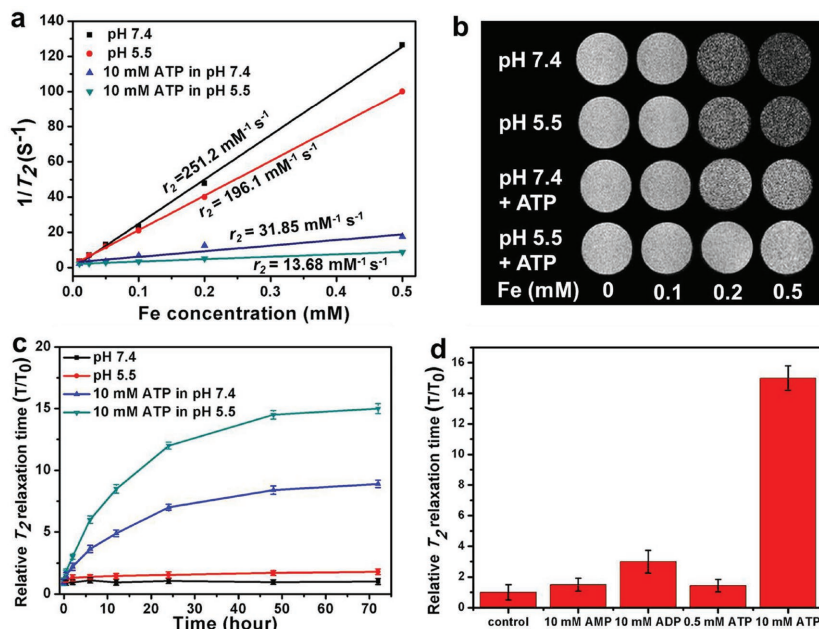 a
pH 7.4
pH 5.5
10 mM ATP in pH 7.4
10 mM ATP in pH 5.5
1/T2 (S-1)
140
120
100
80
60
40
20
0
r2=251.2 mM-1 s-1
r2 = 196.1 mM-1 s-1
r2 = 31.85 mM-1 s-1
r2 = 13.68 mM-1 s-1
0.0 0.1 0.2 0.3 0.4 0.5
Fe concentration (mM)
b
pH 7.4
pH 5.5
pH 7.4
+ ATP
pH 5.5
+ ATP
Fe (mM) 0 0.1 0.2 0.5
c
pH 7.4
pH 5.5
10 mM ATP in pH 7.4
10 mM ATP in pH 5.5
Relative T2 relaxation time (T/T0)
20
15
10
5
0
0 10 20 30 40 50 60 70
Time (hour)
d
Relative T2 relaxation time (T/T0)
16
14
12
10
8
6
4
2
0
control 10 mM AMP 10 mM ADP 0.5 mM ATP 10 mM ATP